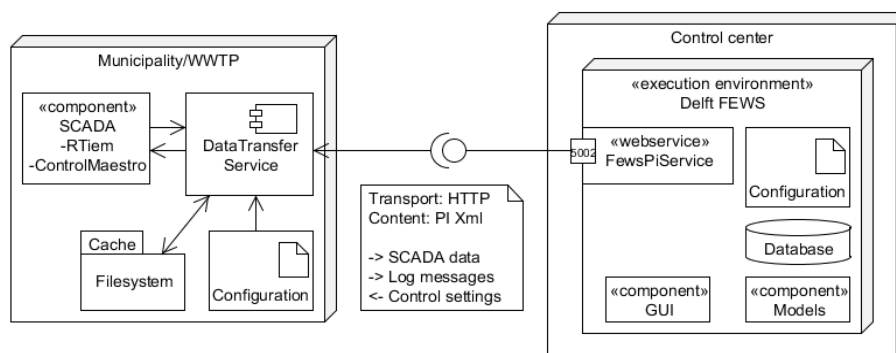 Municipality/WWTP
«component»
SCADA
-RTiem
-ControlMaestro
DataTransfer
Service
Cache
Filesystem
Configuration
Transport: HTTP
Content: PI Xml
-> SCADA data
-> Log messages
<- Control settings
Control center
«execution environment»
Delft FEWS
5002
«webservice»
FewsPiService
Configuration
Database
«component»
GUI
«component»
Models